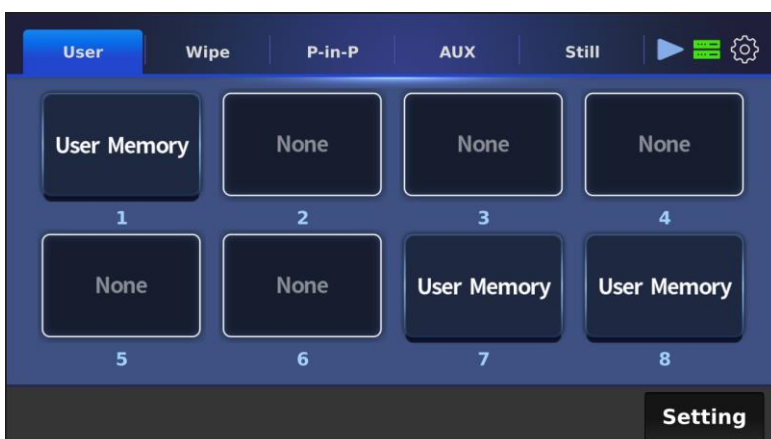 User Wipe P-in-P AUX Still
User Memory None None None
1 2 3 4
None None User Memory User Memory
5 6 7 8
Setting